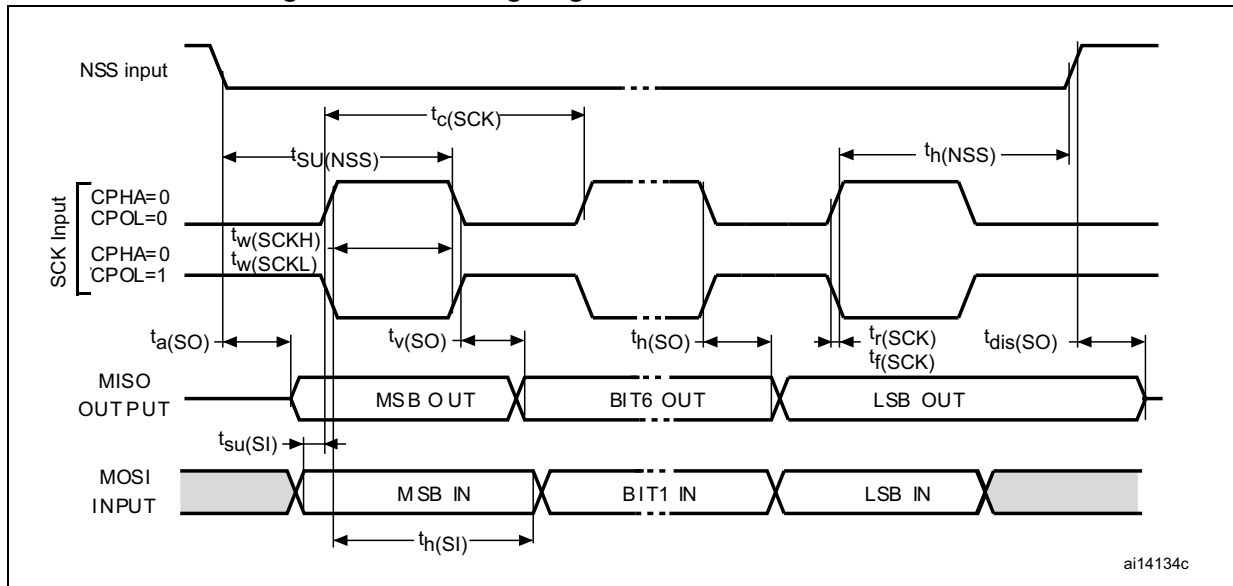 NSS input
tc(SCK)
tSU(NSS)
th(NSS)
SCK Input
CPHA=0
CPOL=0
CPHA=0
CPOL=1
tw(SCKH)
tw(SCKL)
ta(SO)
tv(SO)
th(SO)
tr(SCK)
tf(SCK)
tdis(SO)
MISO
OUTPUT
MSB OUT
BIT6 OUT
LSB OUT
tsu(SI)
MOSI
INPUT
MSB IN
BIT1 IN
LSB IN
th(SI)
ai14134c